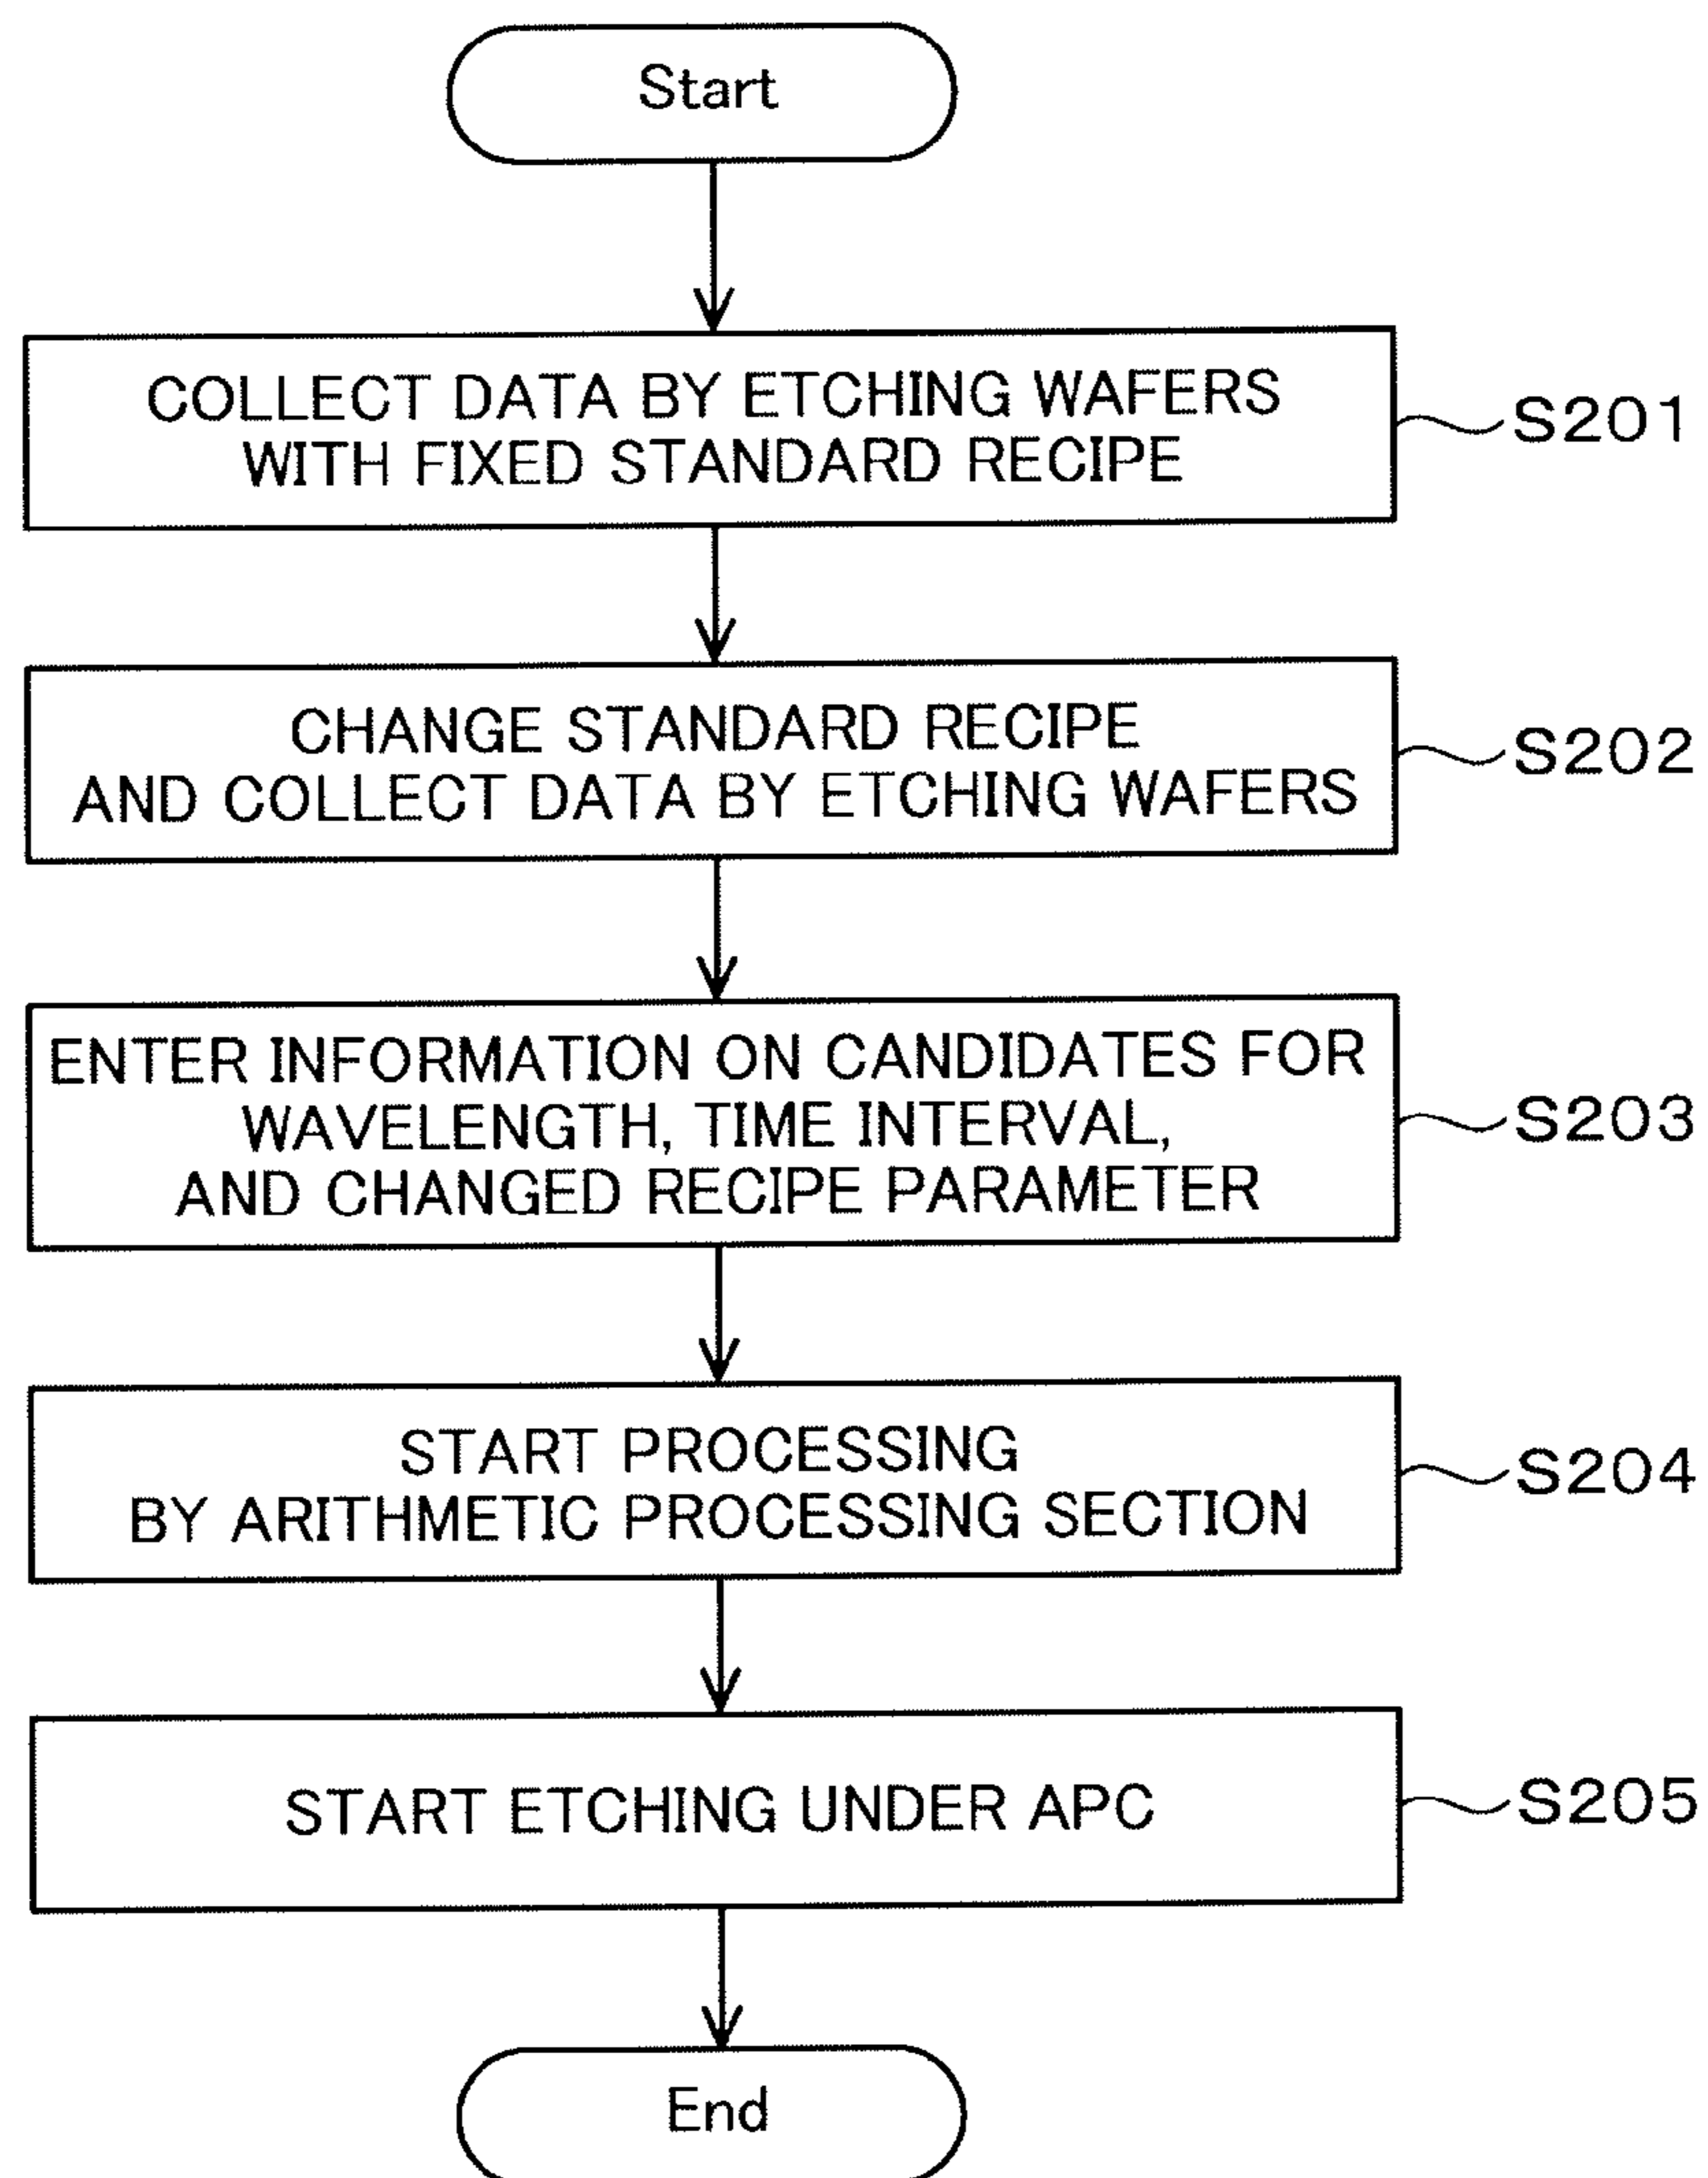 Start
COLLECT DATA BY ETCHING WAFERS
WITH FIXED STANDARD RECIPE
S201
CHANGE STANDARD RECIPE
AND COLLECT DATA BY ETCHING WAFERS
S202
ENTER INFORMATION ON CANDIDATES FOR
WAVELENGTH, TIME INTERVAL,
AND CHANGED RECIPE PARAMETER
S203
START PROCESSING
BY ARITHMETIC PROCESSING SECTION
S204
START ETCHING UNDER APC
S205
End